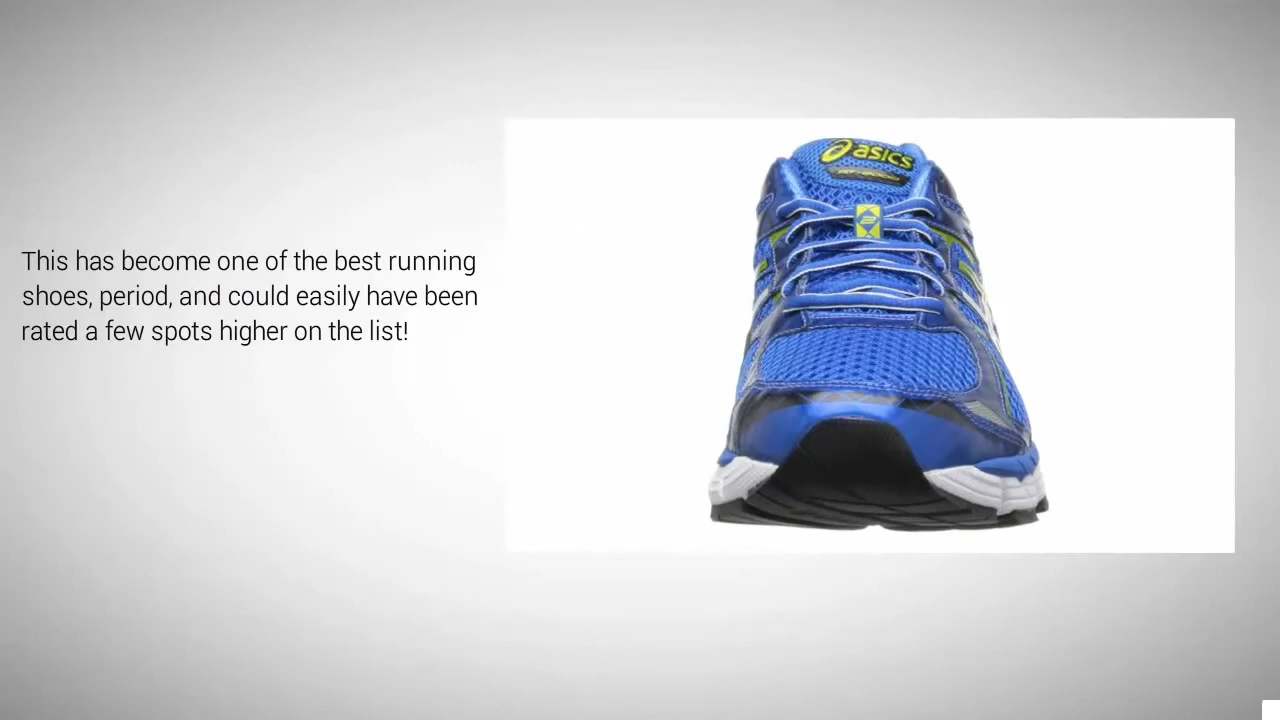 This has become one of the best running
shoes, period, and could easily have been
rated a few spots higher on the list!
asics